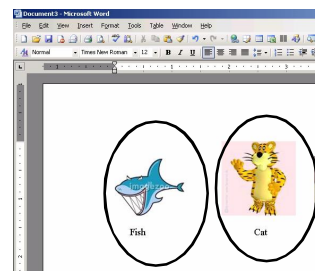 Document3 - Microsoft Word
File Edit View Insert Format Tools Table Window Help
Normal Times New Roman 12 B I U
Fish Cat